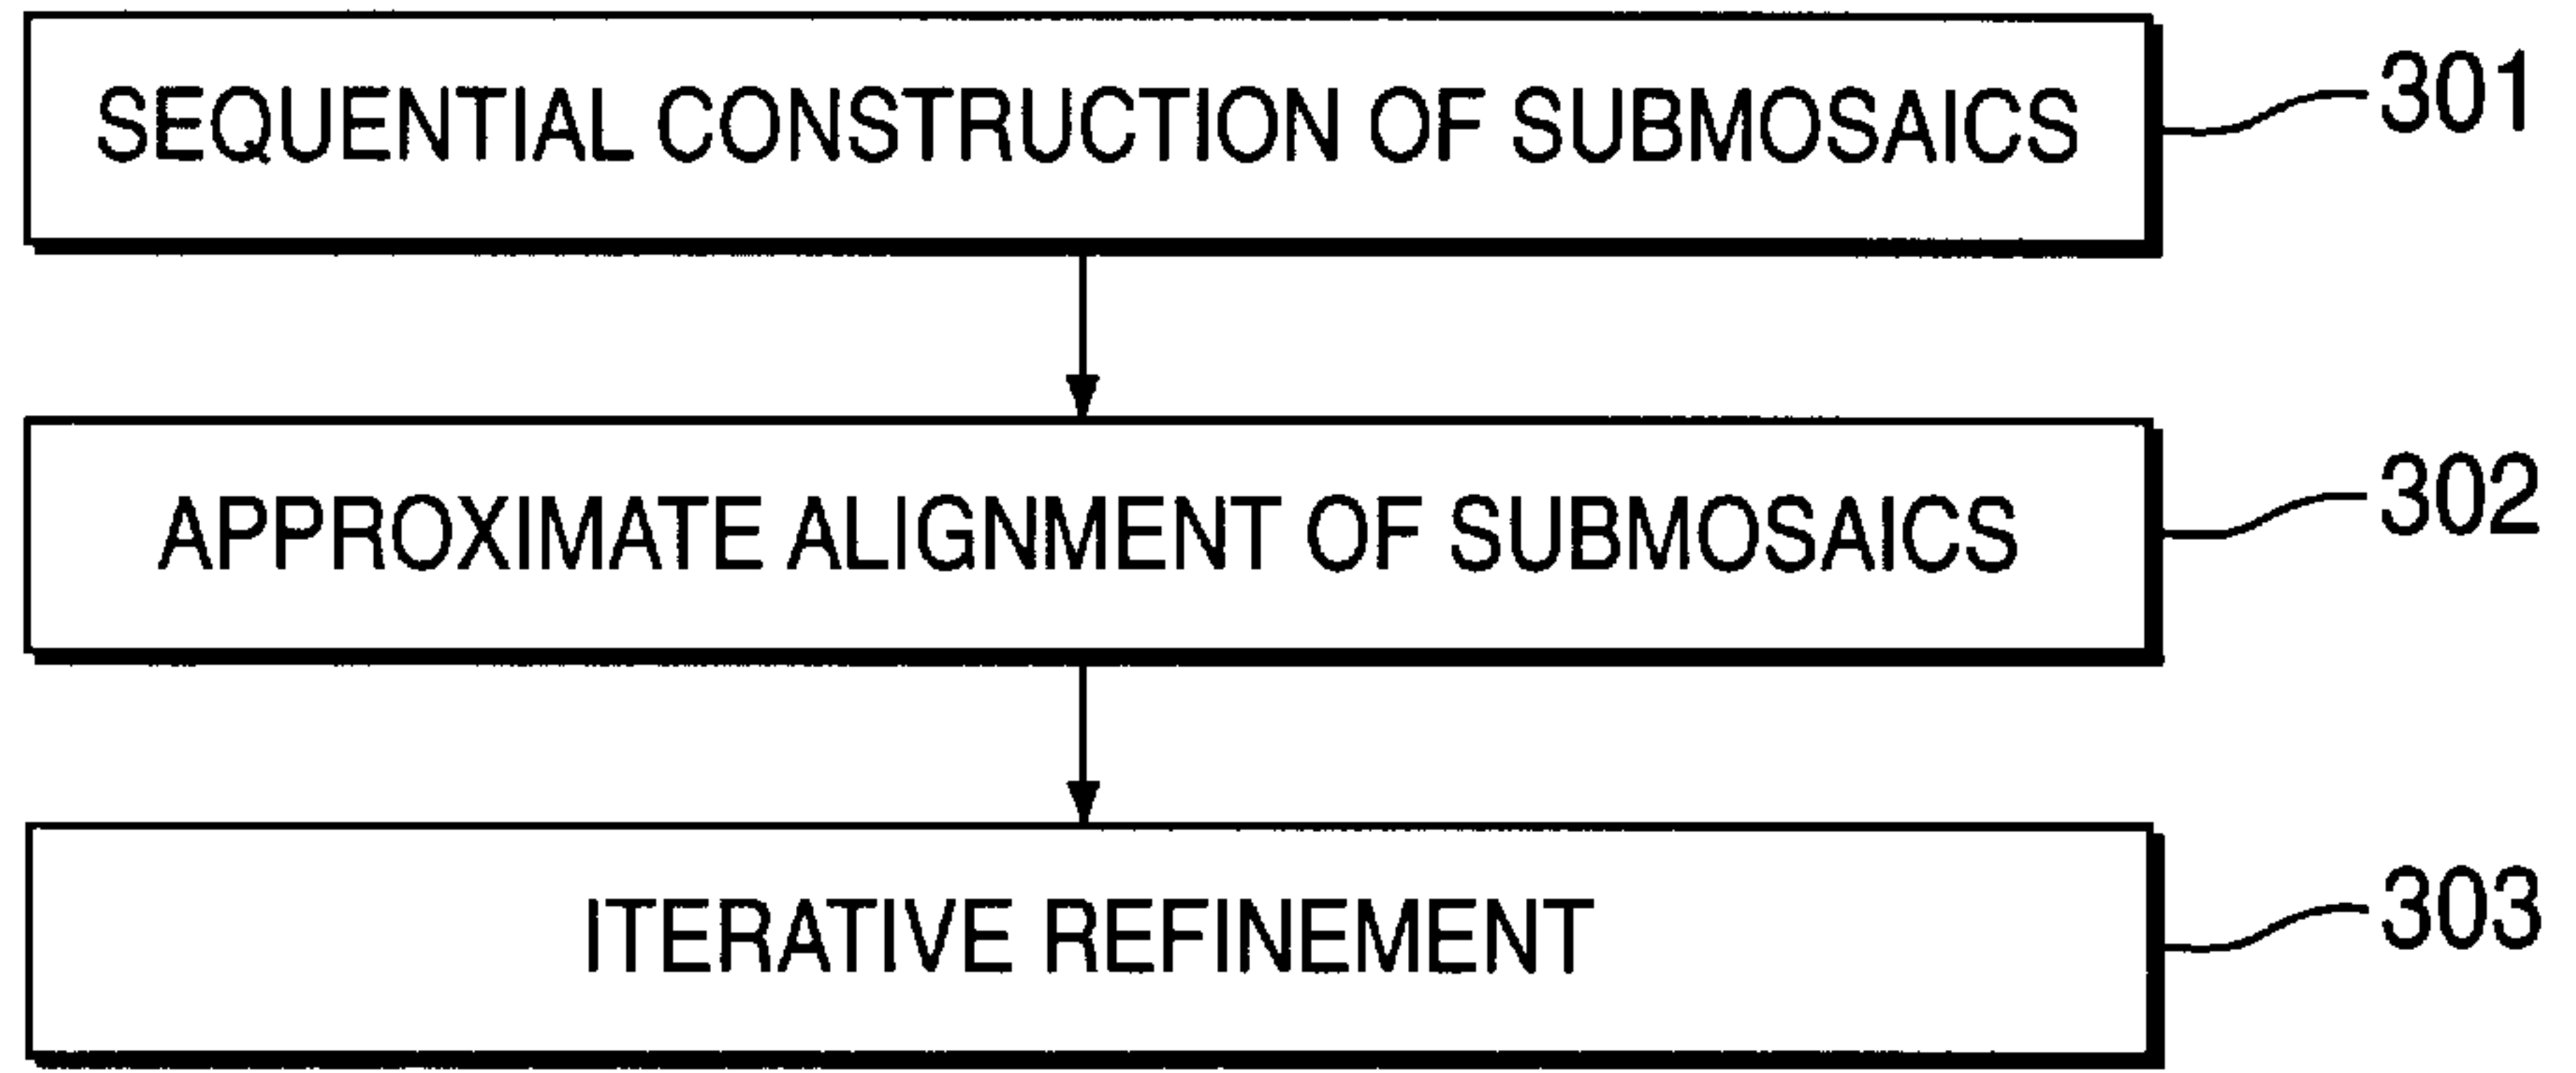 SEQUENTIAL CONSTRUCTION OF SUBMOSAICS 301
APPROXIMATE ALIGNMENT OF SUBMOSAICS 302
ITERATIVE REFINEMENT 303